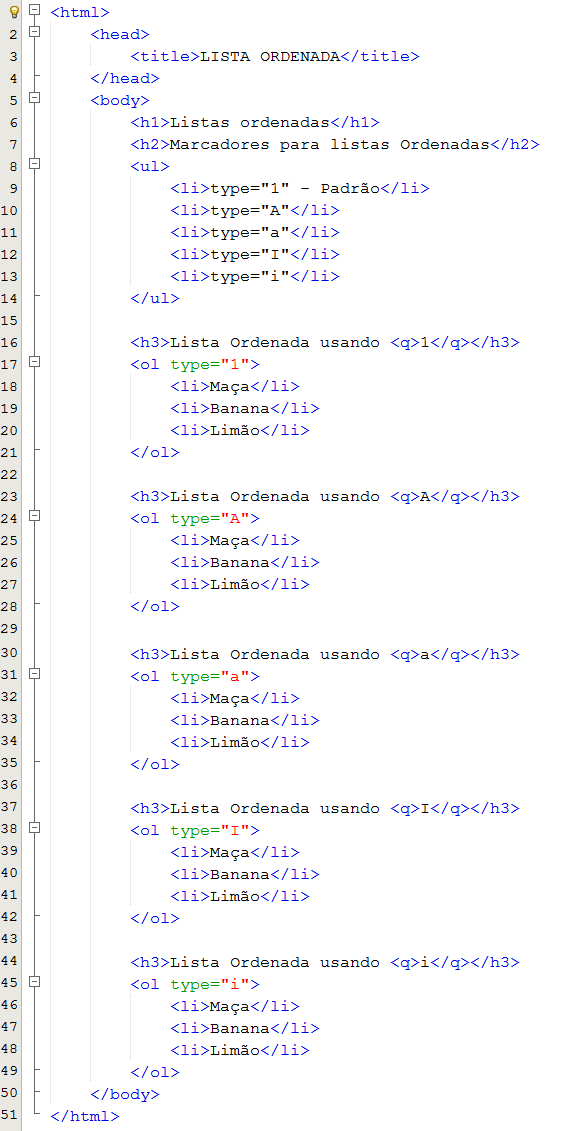 <html>
2 <head>
3 <title>LISTA ORDENADA</title>
4 </head>
5 <body>
6 <h1>Listas ordenadas</h1>
7 <h2>Marcadores para listas Ordenadas</h2>
8 <ul>
9 <li>type="1" - Padrão</li>
10 <li>type="A"</li>
11 <li>type="a"</li>
12 <li>type="I"</li>
13 <li>type="i"</li>
14 </ul>
15
16 <h3>Lista Ordenada usando <q>1</q></h3>
17 <ol type="1">
18 <li>Maça</li>
19 <li>Banana</li>
20 <li>Limão</li>
21 </ol>
22
23 <h3>Lista Ordenada usando <q>A</q></h3>
24 <ol type="A">
25 <li>Maça</li>
26 <li>Banana</li>
27 <li>Limão</li>
28 </ol>
29
30 <h3>Lista Ordenada usando <q>a</q></h3>
31 <ol type="a">
32 <li>Maça</li>
33 <li>Banana</li>
34 <li>Limão</li>
35 </ol>
36
37 <h3>Lista Ordenada usando <q>I</q></h3>
38 <ol type="I">
39 <li>Maça</li>
40 <li>Banana</li>
41 <li>Limão</li>
42 </ol>
43
44 <h3>Lista Ordenada usando <q>i</q></h3>
45 <ol type="i">
46 <li>Maça</li>
47 <li>Banana</li>
48 <li>Limão</li>
49 </ol>
50 </body>
51 </html>